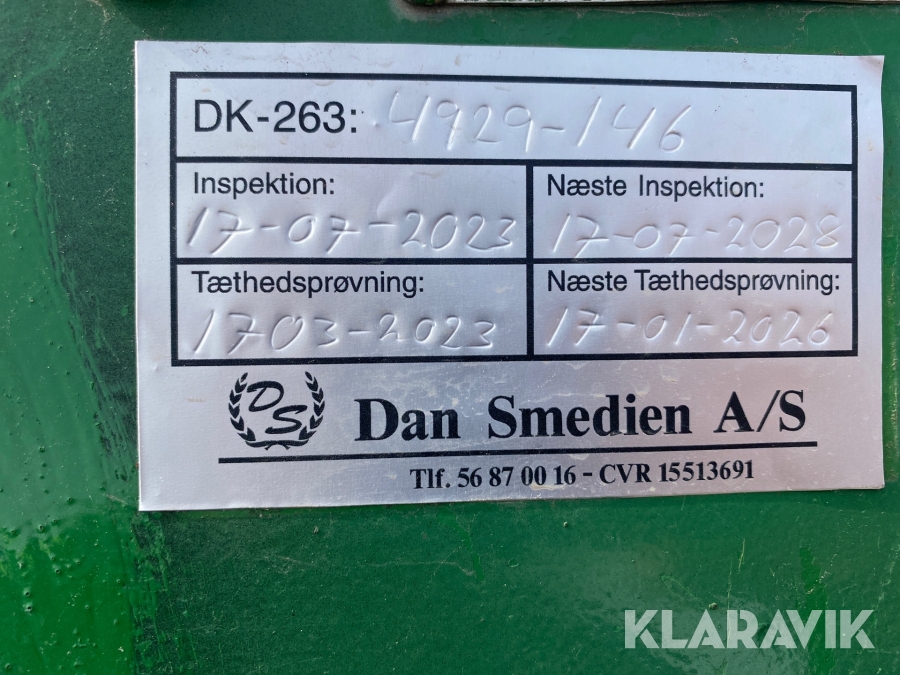 DK-263: 4929-146
Inspektion: Næste Inspektion:
17-07-2023 17-07-2028
Tæthedsprøvning: Næste Tæthedsprøvning:
1703-2023 17-01-2026
DS Dan Smedien A/S
Tlf. 56 87 00 16 - CVR 15513691
KLARAVIK